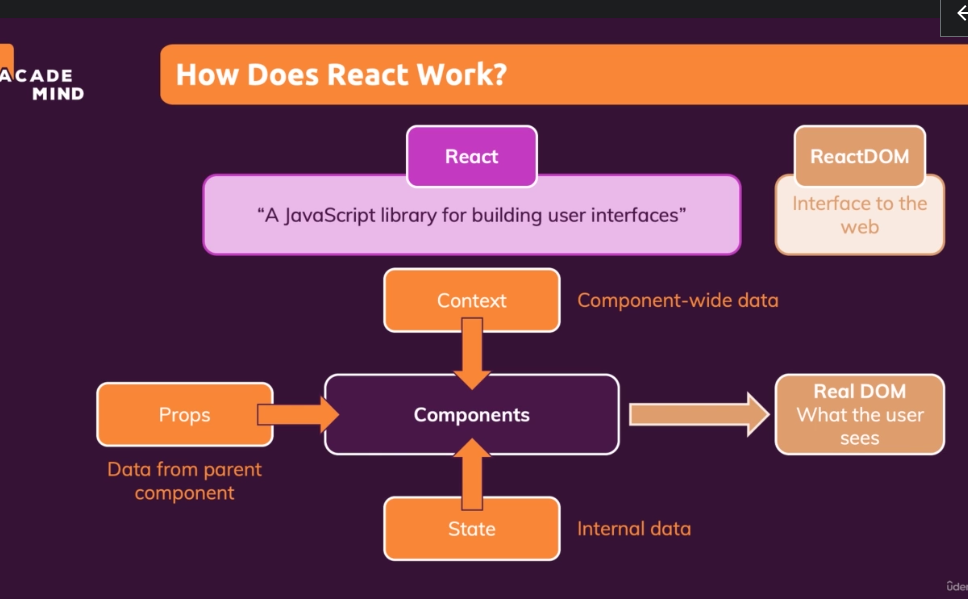 ACADE
MIND
How Does React Work?
React
ReactDOM
“A JavaScript library for building user interfaces”
Interface to the
web
Context
Component-wide data
Props
Components
Real DOM
What the user
sees
Data from parent
component
State
Internal data